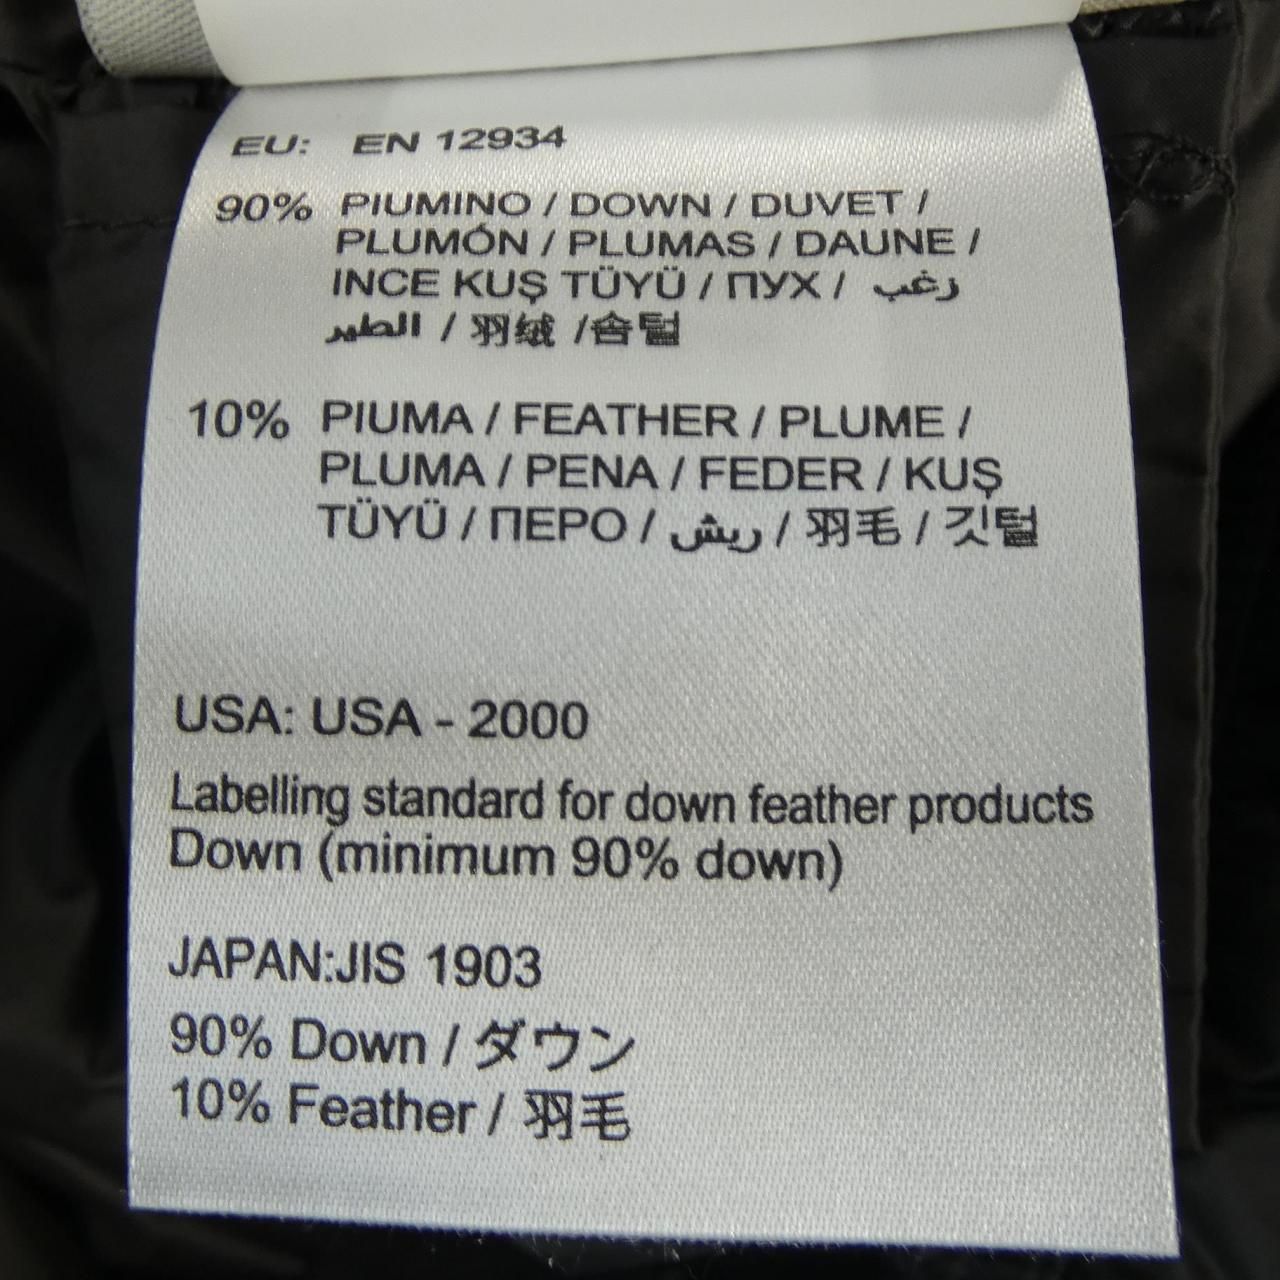 EU: EN 12934
90% PIUMINO / DOWN / DUVET /
PLUMÓN / PLUMAS / DAUNE /
INCE KUŞ TÜYÜ / ПУХ / زغب
الطير / 羽绒 /솜털
10% PIUMA / FEATHER / PLUME /
PLUMA / PENA / FEDER / KUŞ
TÜYÜ / ПЕРО / ريش / 羽毛 / 깃털
USA: USA - 2000
Labelling standard for down feather products
Down (minimum 90% down)
JAPAN:JIS 1903
90% Down / ダウン
10% Feather / 羽毛